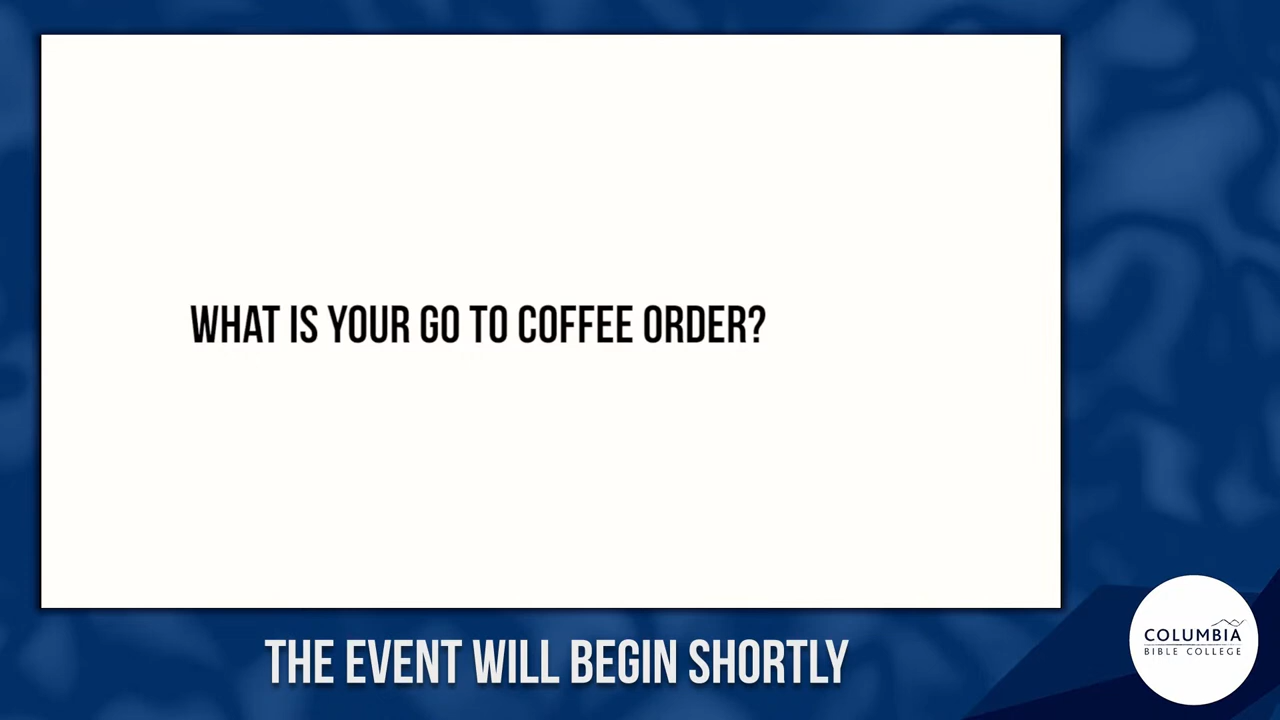 WHAT IS YOUR GO TO COFFEE ORDER?
THE EVENT WILL BEGIN SHORTLY
COLUMBIA
BIBLE COLLEGE